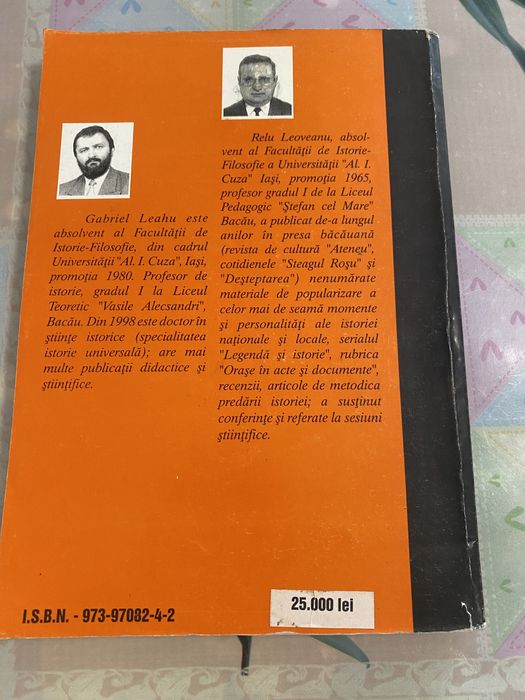 Gabriel Leahu este
absolvent al Facultăţii de
Istorie-Filosofie, din cadrul
Universităţii "Al. I. Cuza", Iaşi,
promoţia 1980. Profesor de
istorie, gradul I la Liceul
Teoretic "Vasile Alecsandri",
Bacău. Din 1998 este doctor în
ştiinţe istorice (specialitatea
istorie universală); are mai
multe publicaţii didactice şi
ştiinţifice.
Relu Leoveanu, absol-
vent al Facultăţii de Istorie-
Filosofie a Universităţii "Al. I.
Cuza" Iaşi, promoţia 1965,
profesor gradul I de la Liceul
Pedagogic "Ştefan cel Mare"
Bacău, a publicat de-a lungul
anilor în presa băcăuană
(revista de cultură "Ateneu",
cotidienele "Steagul Roşu" şi
"Deşteptarea") nenumărate
materiale de popularizare a
celor mai de seamă momente
şi personalităţi ale istoriei
naţionale şi locale, serialul
"Legendă şi istorie", rubrica
"Oraşe în acte şi documente",
recenzii, articole de metodica
predării istoriei; a susţinut
conferinţe şi referate la sesiuni
ştiinţifice.
I.S.B.N. - 973-97082-4-2
25.000 lei